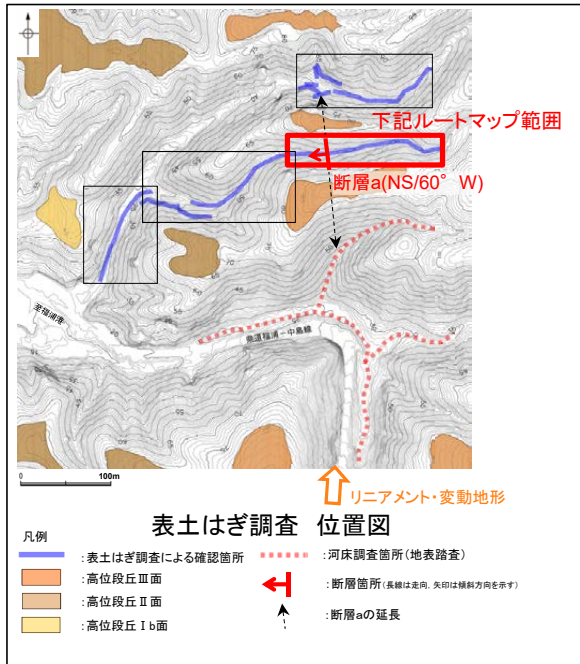 下記ルートマップ範囲
断層a(NS/60°W)
至福浦港
県道福浦ー中島線
0 100m
リニアメント・変動地形
表土はぎ調査 位置図
凡例
:表土はぎ調査による確認箇所
:高位段丘Ⅲ面
:高位段丘Ⅱ面
:高位段丘Ⅰb面
:河床調査箇所(地表踏査)
:断層箇所(長線は走向,矢印は傾斜方向を示す)
:断層aの延長